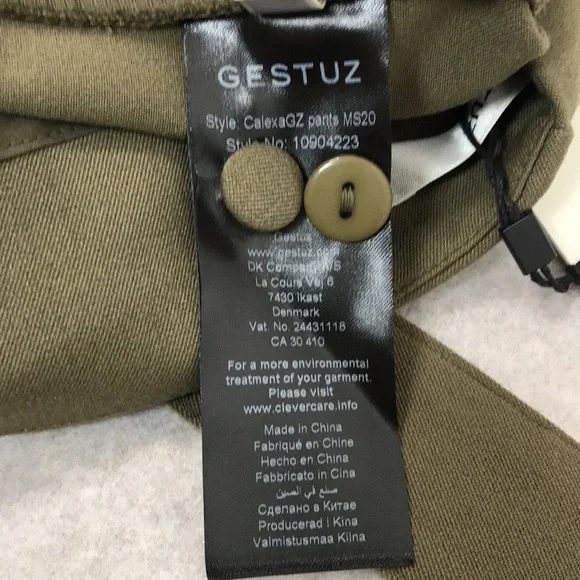 GESTUZ
Style: CalexaGZ pants MS20
Style No: 10904223
Gestuz
www.gestuz.com
DK Company A/S
La Cours Vej 6
7430 Ikast
Denmark
Vat. No. 24431118
CA 30 410
For a more environmental
treatment of your garment.
Please visit
www.clevercare.info
Made in China
Fabriqué en Chine
Hecho en China
Fabbricato in Cina
صنع في الصين
Сделано в Китае
Producerad i Kina
Valmistusmaa Kiina